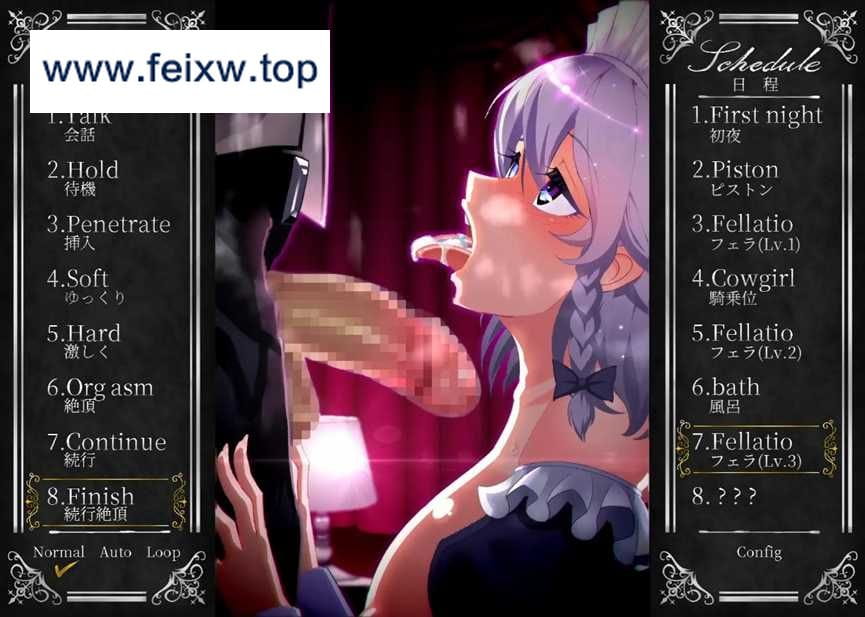 www.feixw.top
1.Talk
会話
2.Hold
待機
3.Penetrate
挿入
4.Soft
ゆっくり
5.Hard
激しく
6.Orgasm
絶頂
7.Continue
続行
8.Finish
続行絶頂
Normal Auto Loop
Schedule
日程
1.First night
初夜
2.Piston
ピストン
3.Fellatio
フェラ(Lv.1)
4.Cowgirl
騎乗位
5.Fellatio
フェラ(Lv.2)
6.bath
風呂
7.Fellatio
フェラ(Lv.3)
8.???
Config